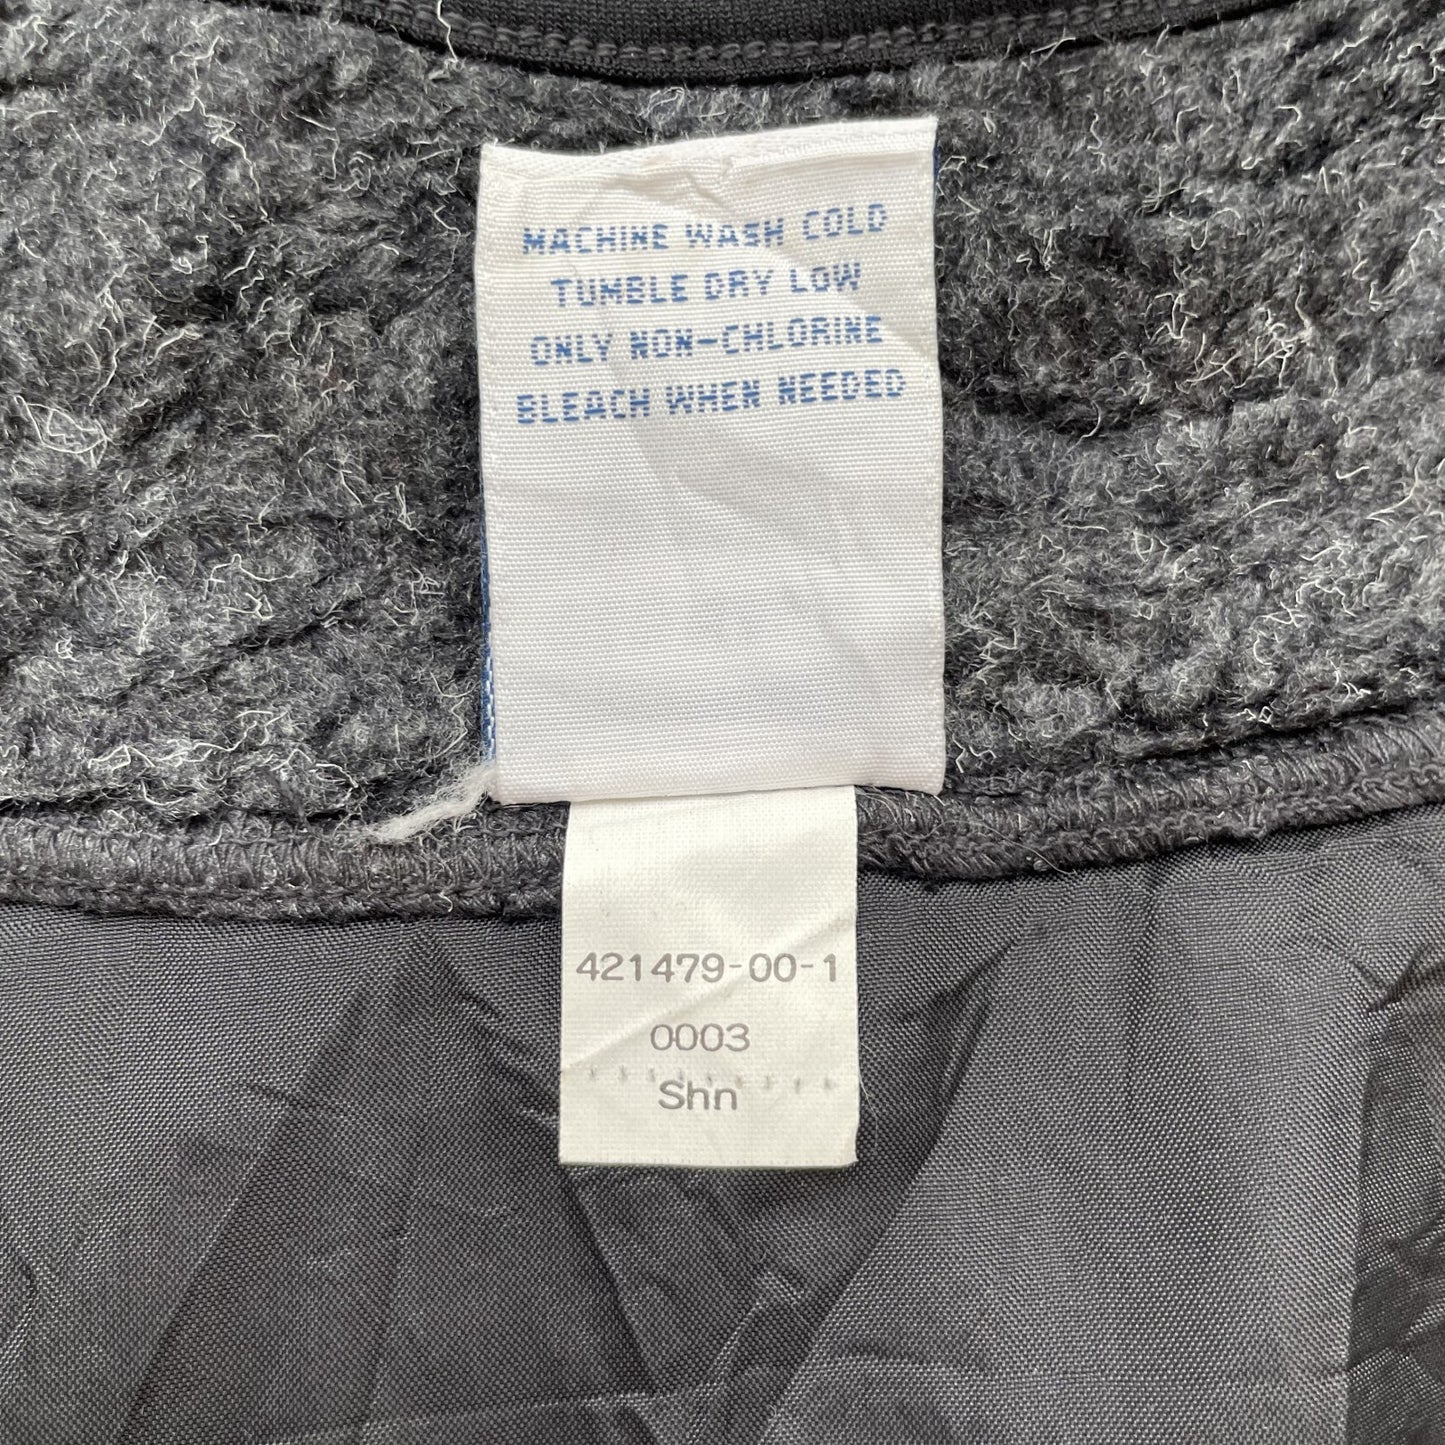 MACHINE WASH COLD
TUMBLE DRY LOW
ONLY NON-CHLORINE
BLEACH WHEN NEEDED
421479-00-1
0003
Shn